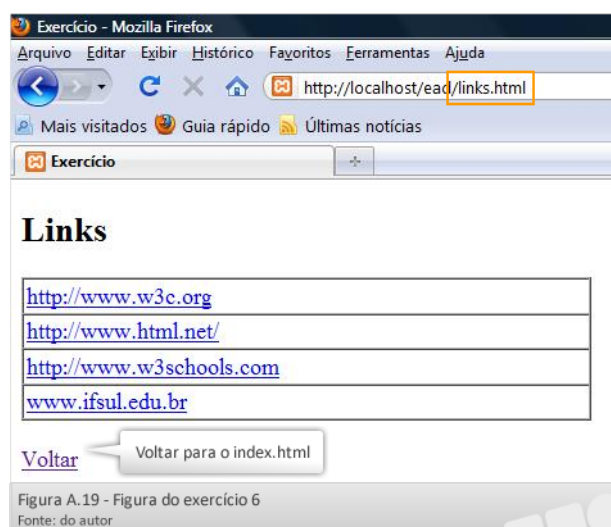 Exercício - Mozilla Firefox
Arquivo Editar Exibir Histórico Favoritos Ferramentas Ajuda
http://localhost/ead/links.html
Mais visitados Guia rápido Últimas notícias
Exercício
Links
http://www.w3c.org
http://www.html.net/
http://www.w3schools.com
www.ifsul.edu.br
Voltar
Voltar para o index.html
Figura A.19 - Figura do exercício 6
Fonte: do autor